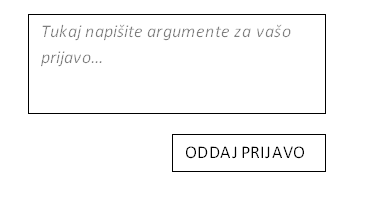 Tukaj napišite argumente za vašo
prijavo...
ODDAJ PRIJAVO